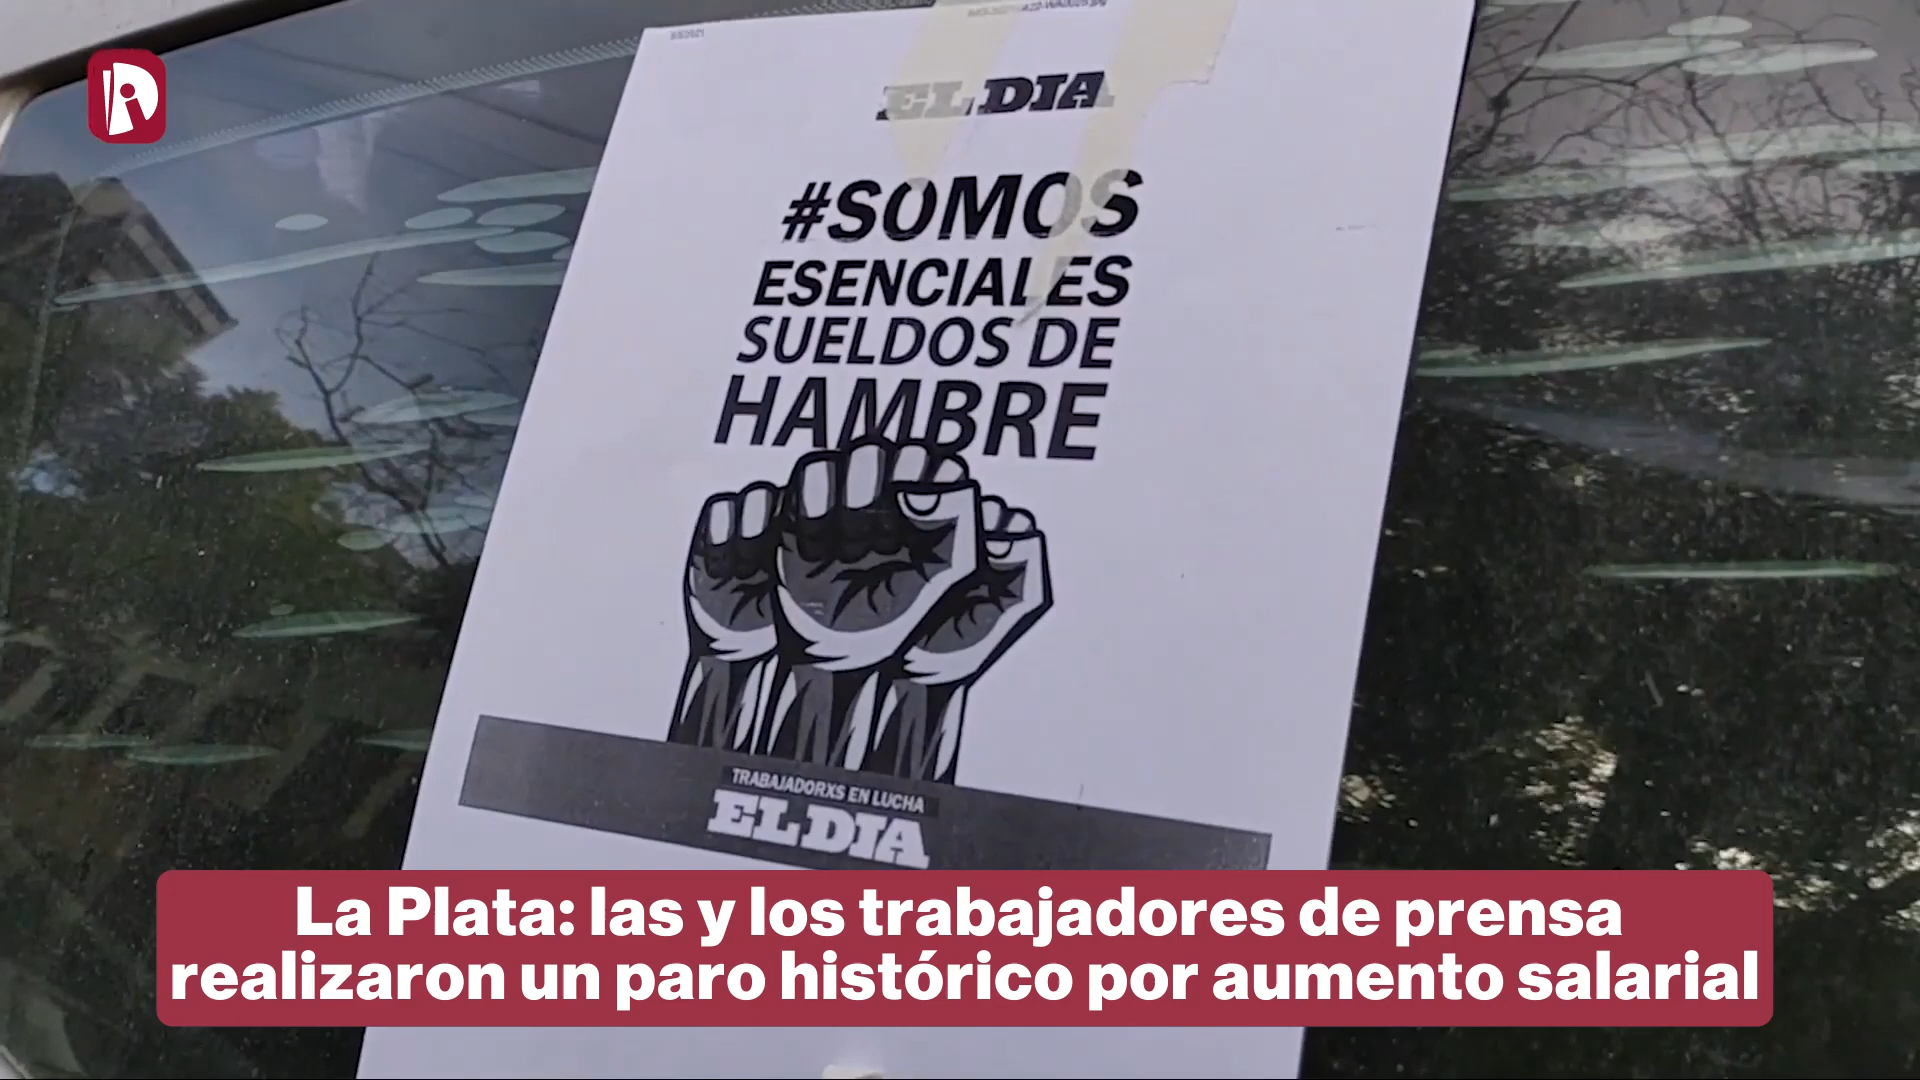 EL DIA
#SOMOS
ESENCIALES
SUELDOS DE
HAMBRE
TRABAJADORXS EN LUCHA
EL DIA
La Plata: las y los trabajadores de prensa
realizaron un paro histórico por aumento salarial